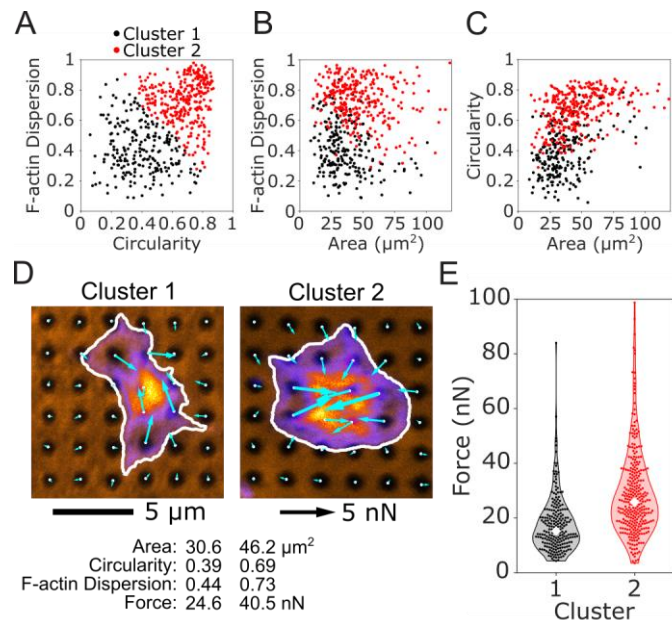 A
B
C
Cluster 1
Cluster 2
F-actin Dispersion
1
0.8
0.6
0.4
0.2
0
0.2 0.4 0.6 0.8 1
Circularity
F-actin Dispersion
1
0.8
0.6
0.4
0.2
0
0 25 50 75 100
Area (µm²)
Circularity
1
0.8
0.6
0.4
0.2
0
0 25 50 75 100
Area (µm²)
D
Cluster 1
Cluster 2
5 µm
5 nN
Area: 30.6 46.2 µm²
Circularity: 0.39 0.69
F-actin Dispersion: 0.44 0.73
Force: 24.6 40.5 nN
E
Force (nN)
100
80
60
40
20
0
1 2
Cluster